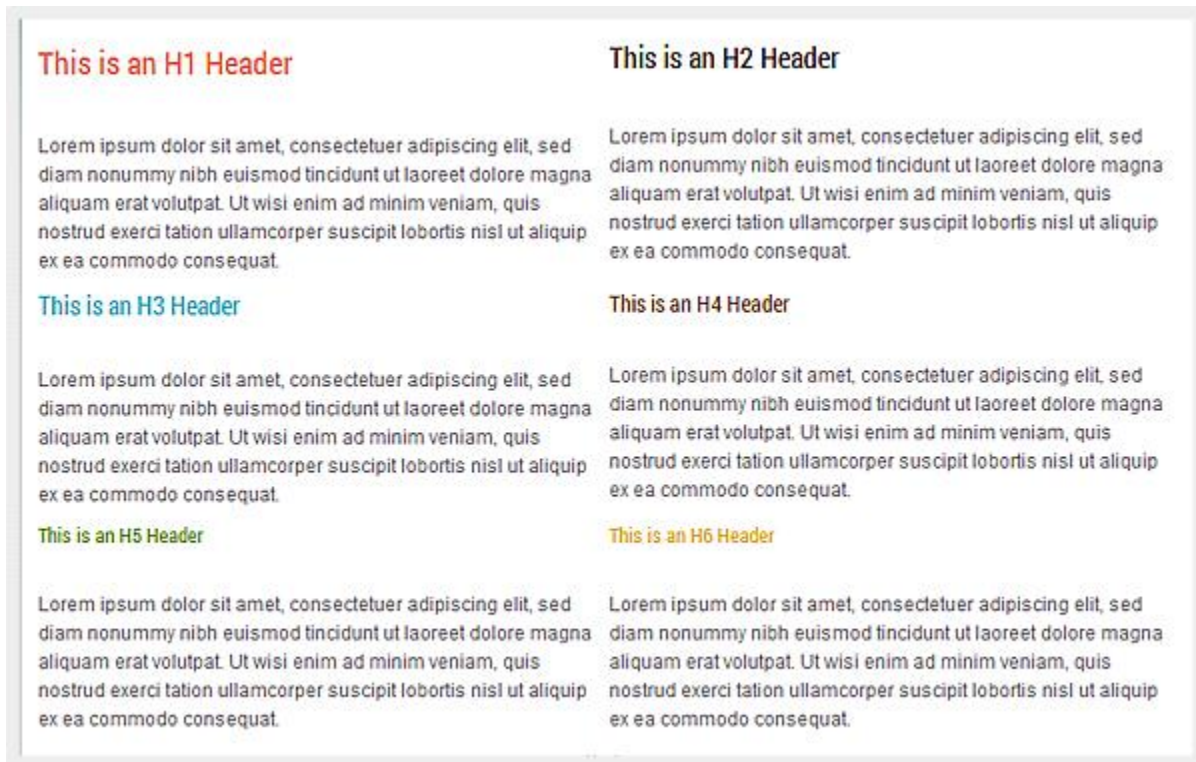 This is an H1 Header
Lorem ipsum dolor sit amet, consectetuer adipiscing elit, sed
diam nonummy nibh euismod tincidunt ut laoreet dolore magna
aliquam erat volutpat. Ut wisi enim ad minim veniam, quis
nostrud exerci tation ullamcorper suscipit lobortis nisl ut aliquip
ex ea commodo consequat.
This is an H2 Header
Lorem ipsum dolor sit amet, consectetuer adipiscing elit, sed
diam nonummy nibh euismod tincidunt ut laoreet dolore magna
aliquam erat volutpat. Ut wisi enim ad minim veniam, quis
nostrud exerci tation ullamcorper suscipit lobortis nisl ut aliquip
ex ea commodo consequat.
This is an H3 Header
Lorem ipsum dolor sit amet, consectetuer adipiscing elit, sed
diam nonummy nibh euismod tincidunt ut laoreet dolore magna
aliquam erat volutpat. Ut wisi enim ad minim veniam, quis
nostrud exerci tation ullamcorper suscipit lobortis nisl ut aliquip
ex ea commodo consequat.
This is an H4 Header
Lorem ipsum dolor sit amet, consectetuer adipiscing elit, sed
diam nonummy nibh euismod tincidunt ut laoreet dolore magna
aliquam erat volutpat. Ut wisi enim ad minim veniam, quis
nostrud exerci tation ullamcorper suscipit lobortis nisl ut aliquip
ex ea commodo consequat.
This is an H5 Header
Lorem ipsum dolor sit amet, consectetuer adipiscing elit, sed
diam nonummy nibh euismod tincidunt ut laoreet dolore magna
aliquam erat volutpat. Ut wisi enim ad minim veniam, quis
nostrud exerci tation ullamcorper suscipit lobortis nisl ut aliquip
ex ea commodo consequat.
This is an H6 Header
Lorem ipsum dolor sit amet, consectetuer adipiscing elit, sed
diam nonummy nibh euismod tincidunt ut laoreet dolore magna
aliquam erat volutpat. Ut wisi enim ad minim veniam, quis
nostrud exerci tation ullamcorper suscipit lobortis nisl ut aliquip
ex ea commodo consequat.